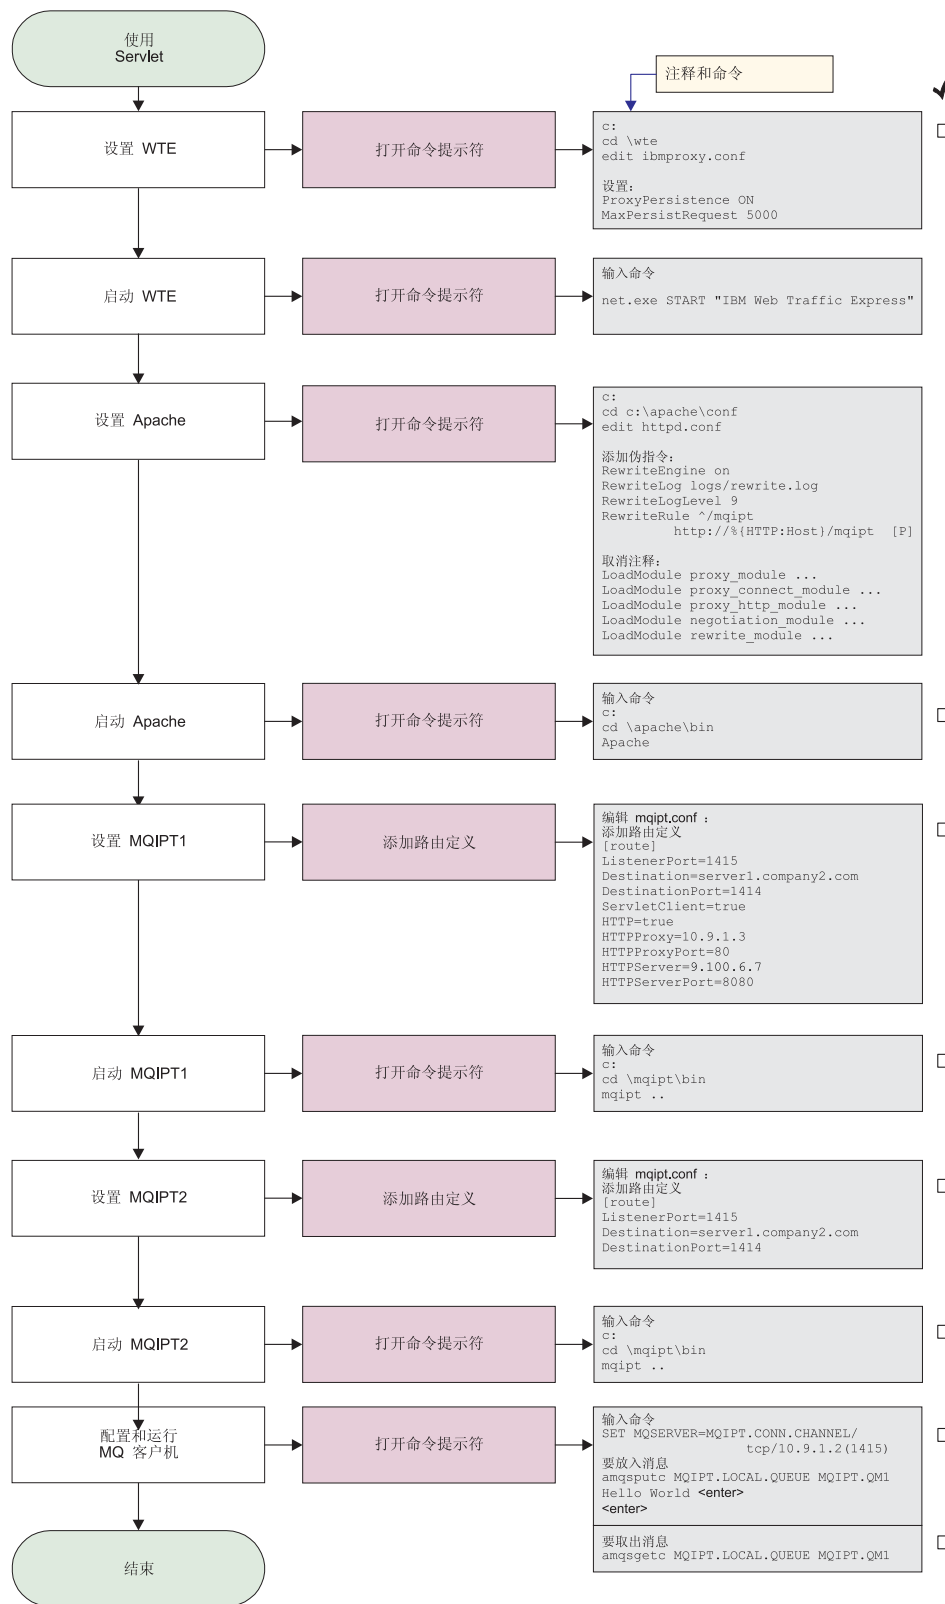 使用
Servlet
注释和命令
设置 WTE
打开命令提示符
c:
cd \wte
edit ibmproxy.conf
设置：
ProxyPersistence ON
MaxPersistRequest 5000
启动 WTE
打开命令提示符
输入命令
net.exe START "IBM Web Traffic Express"
设置 Apache
打开命令提示符
c:
cd c:\apache\conf
edit httpd.conf
添加伪指令：
RewriteEngine on
RewriteLog logs/rewrite.log
RewriteLogLevel 9
RewriteRule ^/mqipt
http://%{HTTP:Host}/mqipt [P]
取消注释：
LoadModule proxy_module ...
LoadModule proxy_connect_module ...
LoadModule proxy_http_module ...
LoadModule negotiation_module ...
LoadModule rewrite_module ...
启动 Apache
打开命令提示符
输入命令
c:
cd \apache\bin
Apache
设置 MQIPT1
添加路由定义
编辑 mqipt.conf：
添加路由定义
[route]
ListenerPort=1415
Destination=server1.company2.com
DestinationPort=1414
ServletClient=true
HTTP=true
HTTPProxy=10.9.1.3
HTTPProxyPort=80
HTTPServer=9.100.6.7
HTTPServerPort=8080
启动 MQIPT1
打开命令提示符
输入命令
c:
cd \mqipt\bin
mqipt ..
设置 MQIPT2
添加路由定义
编辑 mqipt.conf：
添加路由定义
[route]
ListenerPort=1415
Destination=server1.company2.com
DestinationPort=1414
启动 MQIPT2
打开命令提示符
输入命令
c:
cd \mqipt\bin
mqipt ..
配置和运行
MQ 客户机
打开命令提示符
输入命令
SET MQSERVER=MQIPT.CONN.CHANNEL/
tcp/10.9.1.2(1415)
要放入消息
amqsputc MQIPT.LOCAL.QUEUE MQIPT.QM1
Hello World <enter>
<enter>
要取出消息
amqsgetc MQIPT.LOCAL.QUEUE MQIPT.QM1
结束